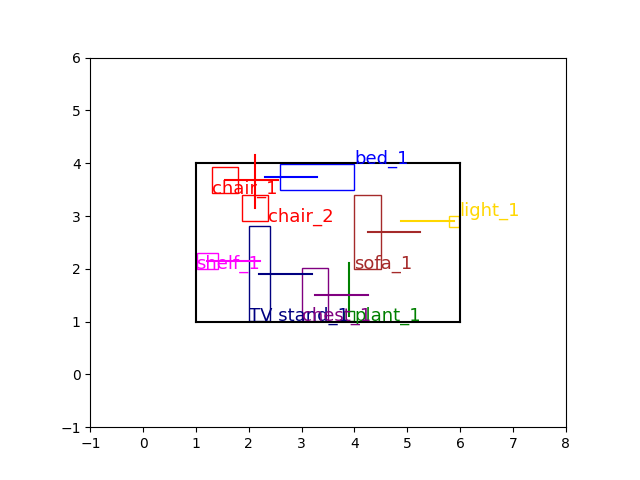 6
5
4
3
2
1
0
−1
bed_1
chair_1
light_1
chair_2
shelf_1
sofa_1
TV stand_1
chest_1
plant_1
−1 0 1 2 3 4 5 6 7 8